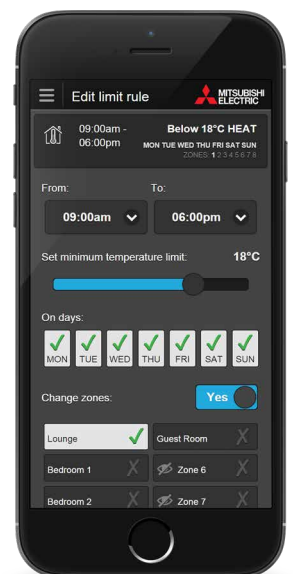 Edit limit rule
MITSUBISHI
ELECTRIC
09:00am -
06:00pm
Below 18°C HEAT
MON TUE WED THU FRI SAT SUN
ZONES: 1 2 3 4 5 6 7 8
From:
To:
09:00am
06:00pm
Set minimum temperature limit:
18°C
On days:
MON TUE WED THU FRI SAT SUN
Change zones:
Yes
Lounge
Guest Room
Bedroom 1
Zone 6
Bedroom 2
Zone 7